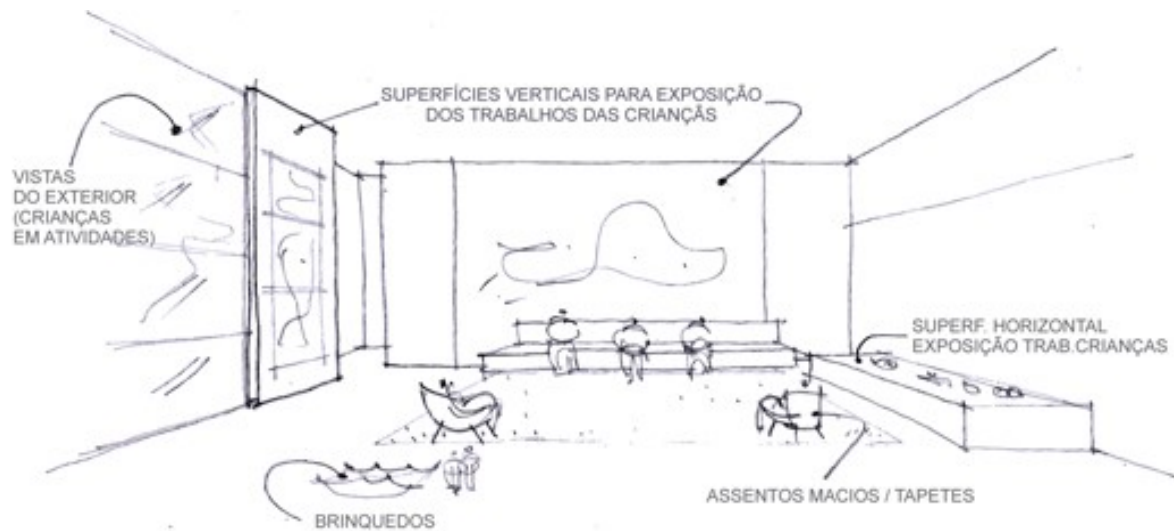 SUPERFÍCIES VERTICAIS PARA EXPOSIÇÃO
DOS TRABALHOS DAS CRIANÇÃS
VISTAS
DO EXTERIOR
(CRIANÇAS
EM ATIVIDADES)
SUPERF. HORIZONTAL
EXPOSIÇÃO TRAB.CRIANÇAS
ASSENTOS MACIOS / TAPETES
BRINQUEDOS